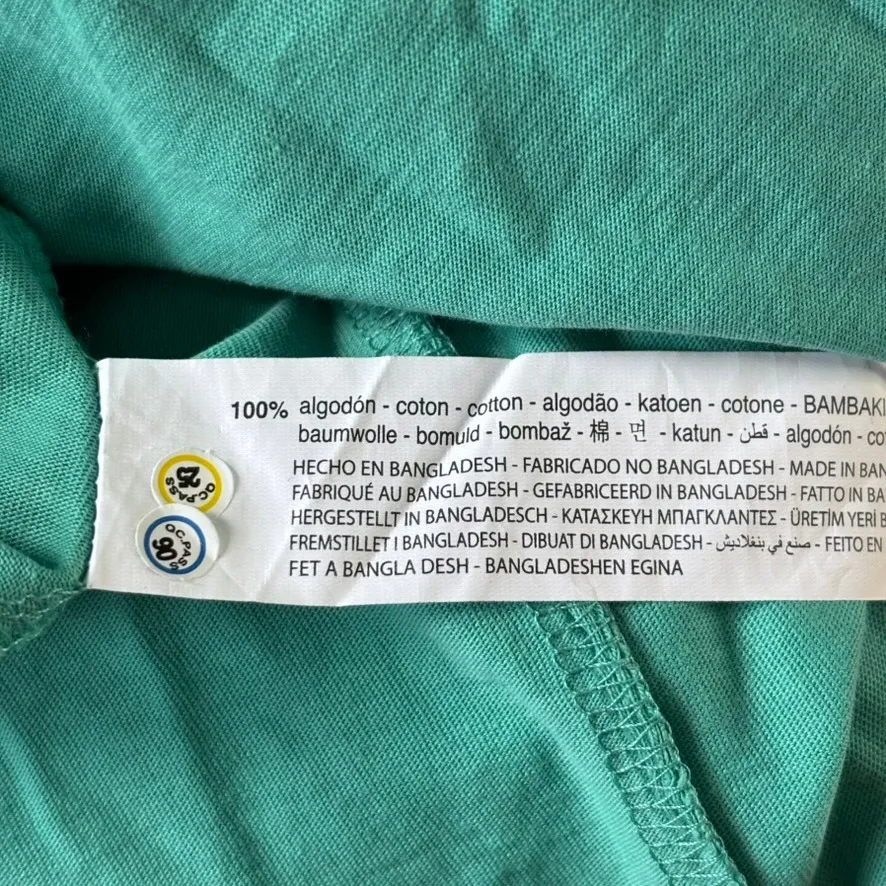 100% algodón - coton - cotton - algodão - katoen - cotone - BAMBAKI
baumwolle - bomuld - bombaž - 棉 - 면 - katun - قطن - algodón - co
HECHO EN BANGLADESH - FABRICADO NO BANGLADESH - MADE IN BAN
FABRIQUÉ AU BANGLADESH - GEFABRICEERD IN BANGLADESH - FATTO IN BA
HERGESTELLT IN BANGLADESCH - ΚΑΤΑΣΚΕΥΗ ΜΠΑΓΚΛΑΝΤΕΣ - ÜRETİM YERİ B
FREMSTILLET I BANGLADESH - DIBUAT DI BANGLADESH - صنع في بنغلاديش - FEITO EN
FET A BANGLA DESH - BANGLADESHEN EGINA
QC.PASS
25
QC.PASS
90